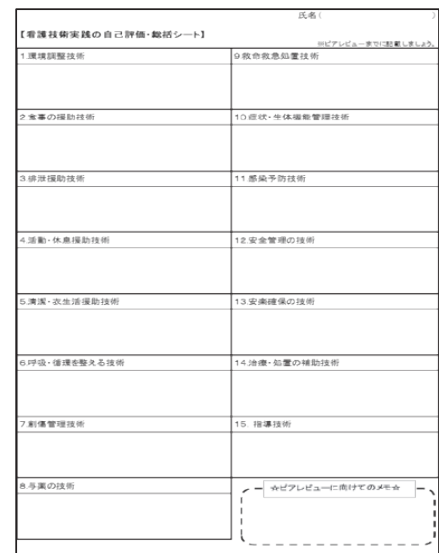 氏名(　　　　　　　　　　)
【看護技術実践の自己評価・総括シート】
※ピアレビューまでに記載しましょう。
1.環境調整技術
9.救命救急処置技術
2.食事の援助技術
10.症状・生体機能管理技術
3.排泄援助技術
11.感染予防技術
4.活動・休息援助技術
12.安全管理の技術
5.清潔・衣生活援助技術
13.安楽確保の技術
6.呼吸・循環を整える技術
14.治療・処置の補助技術
7.創傷管理技術
15. 指導技術
8.与薬の技術
☆ピアレビューに向けてのメモ☆